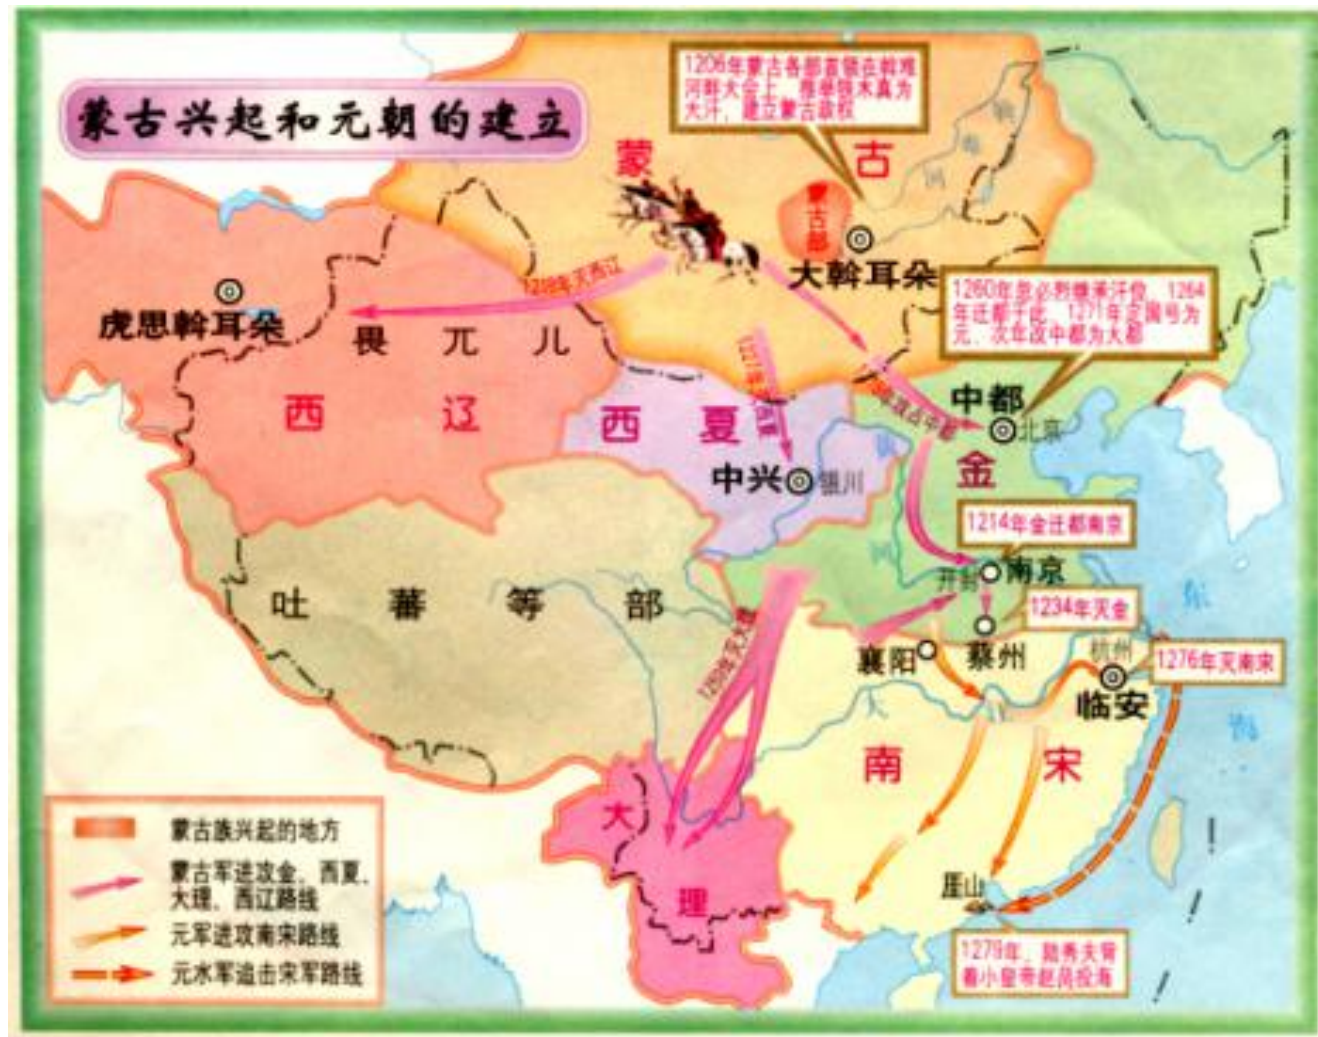 蒙古兴起和元朝的建立
1206年蒙古各部首领在斡难
河畔大会上，推举铁木真为
大汗，建立蒙古政权
蒙 古
蒙古部
大斡耳朵
1260年忽必烈继承汗位，1264
年迁都于此，1271年定国号为
元、次年改中都为大都
1218年灭西辽
虎思斡耳朵
畏 兀 儿
西 辽
西 夏
中都
北京
金
中兴
银川
1214年金迁都南京
开封
南京
1234年灭金
吐 蕃 等 部
襄阳
蔡州
杭州
临安
1276年灭南宋
南 宋
大
理
崖山
1279年，陆秀夫背
着小皇帝赵昺投海
蒙古族兴起的地方
蒙古军进攻金、西夏、
大理、西辽路线
元军进攻南宋路线
元水军追击宋军路线